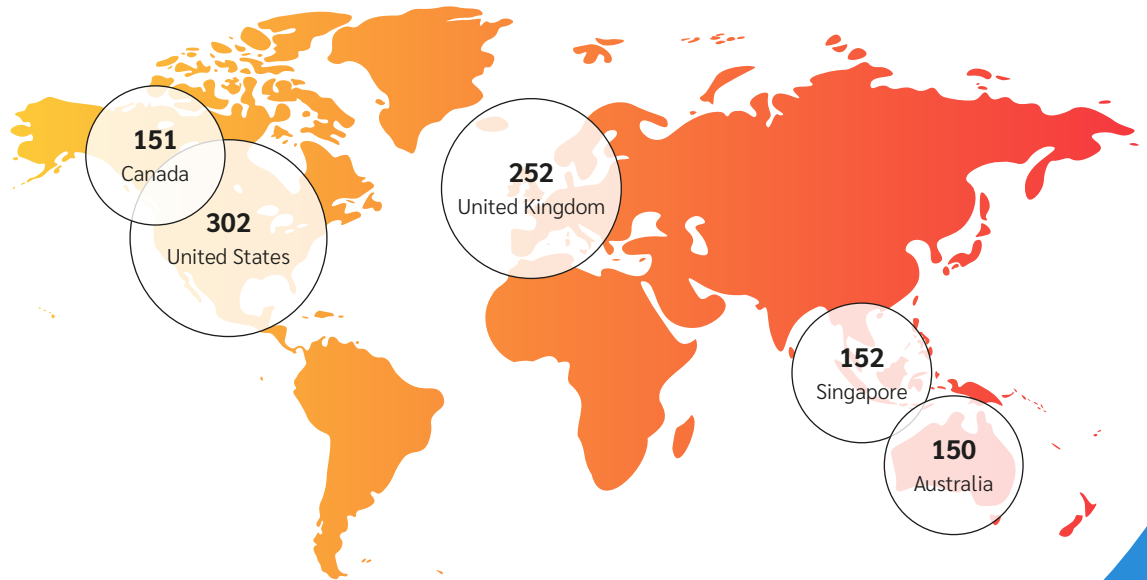 151
Canada
302
United States
252
United Kingdom
152
Singapore
150
Australia